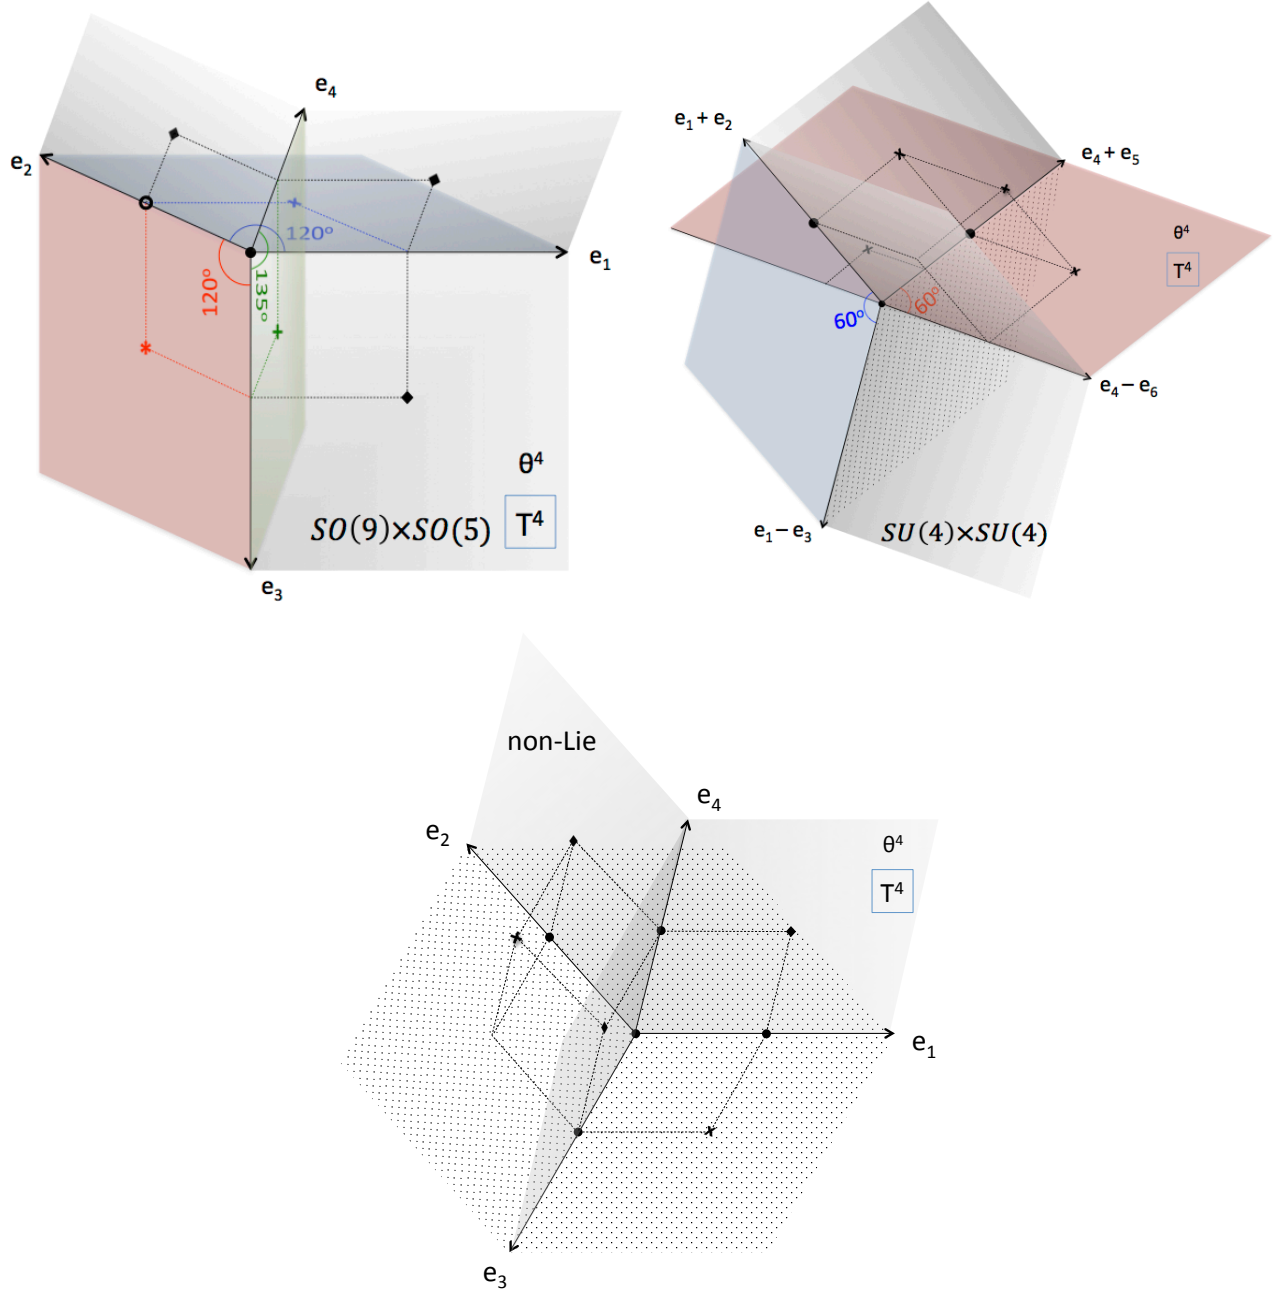 e₄
e₂
120°
e₁
120°
135°
θ⁴
SO(9)×SO(5)
T⁴
e₃
e₁ + e₂
e₄ + e₅
θ⁴
T⁴
60°
60°
e₄ − e₆
e₁ − e₃
SU(4)×SU(4)
non-Lie
e₄
e₂
θ⁴
T⁴
e₁
e₃